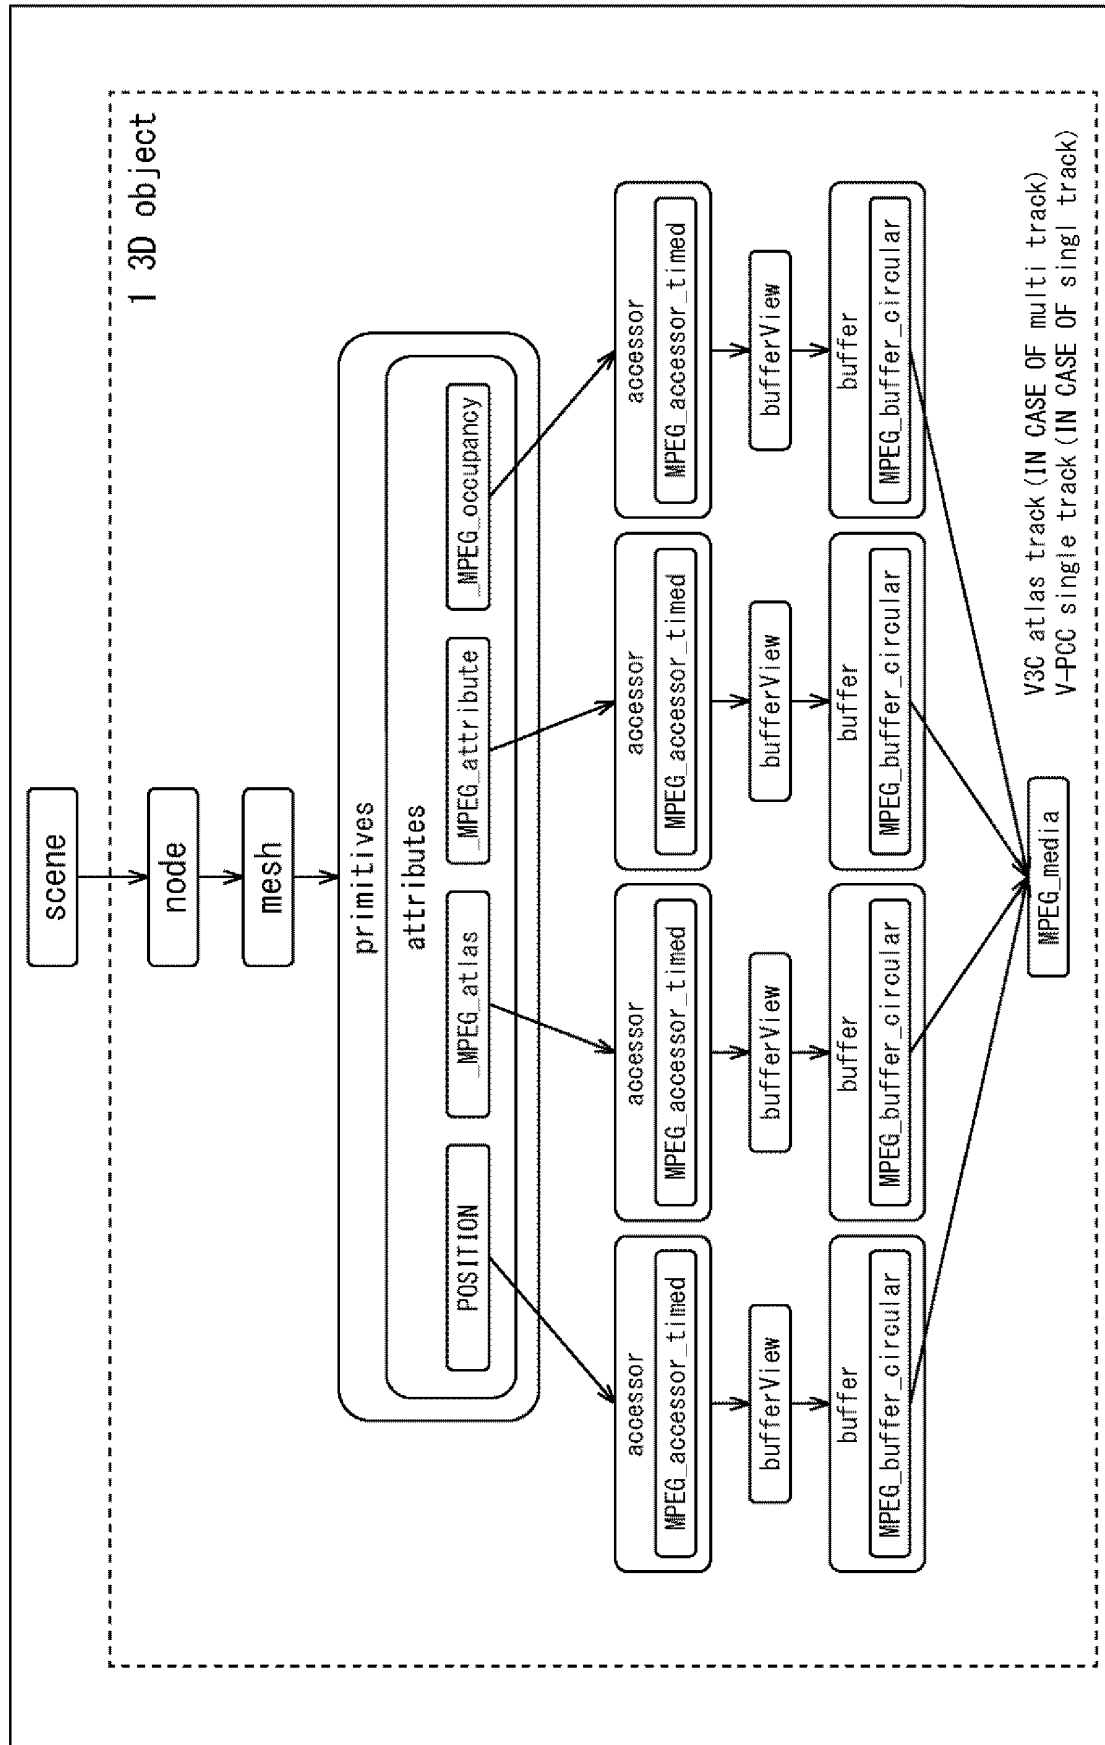 scene
1 3D object
node
mesh
primitives
attributes
POSITION
_MPEG_atlas
_MPEG_attribute
_MPEG_occupancy
accessor
MPEG_accessor_timed
accessor
MPEG_accessor_timed
accessor
MPEG_accessor_timed
accessor
MPEG_accessor_timed
bufferView
bufferView
bufferView
bufferView
buffer
MPEG_buffer_circular
buffer
MPEG_buffer_circular
buffer
MPEG_buffer_circular
buffer
MPEG_buffer_circular
MPEG_media
V3C atlas track(IN CASE OF multi track)
V-PCC single track(IN CASE OF singl track)